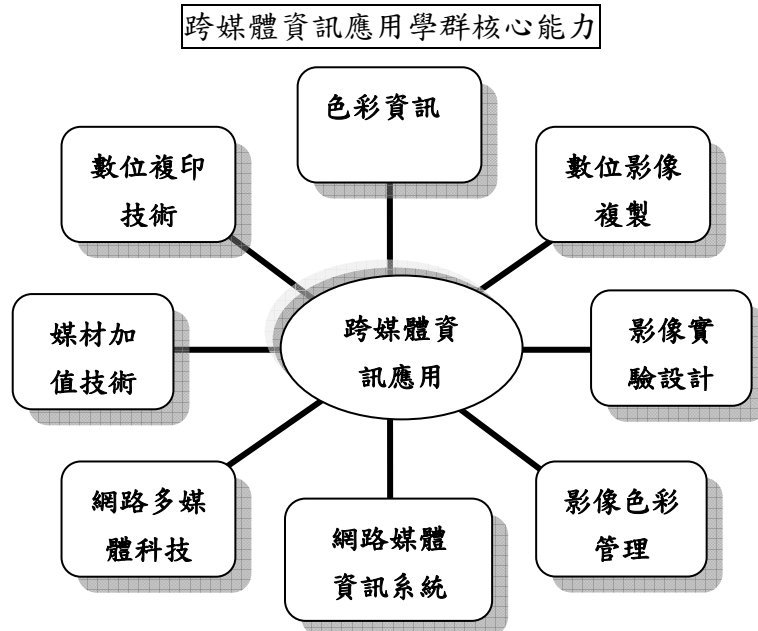 跨媒體資訊應用學群核心能力
色彩資訊
數位複印
技術
數位影像
複製
媒材加
值技術
跨媒體資
訊應用
影像實
驗設計
網路多媒
體科技
網路媒體
資訊系統
影像色彩
管理